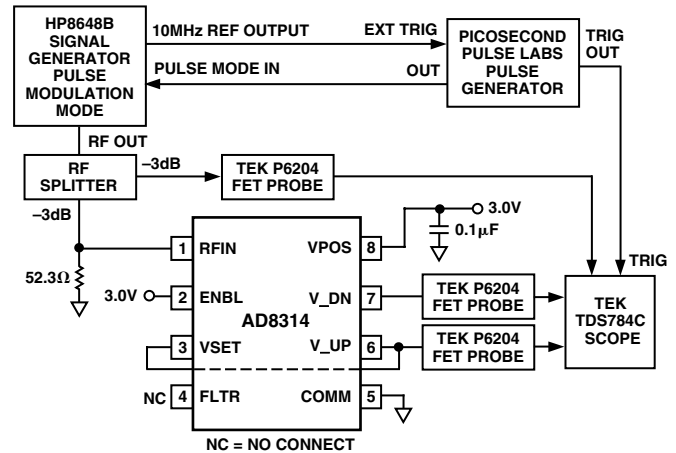 HP8648B
SIGNAL
GENERATOR
PULSE
MODULATION
MODE
10MHz REF OUTPUT
EXT TRIG
PULSE MODE IN
OUT
PICOSECOND
PULSE LABS
PULSE
GENERATOR
TRIG
OUT
RF OUT
RF
SPLITTER
–3dB
TEK P6204
FET PROBE
–3dB
52.3Ω
3.0V
0.1μF
TRIG
1
RFIN
VPOS
8
3.0V
2
ENBL
V_DN
7
AD8314
3
VSET
V_UP
6
NC
4
FLTR
COMM
5
TEK P6204
FET PROBE
TEK P6204
FET PROBE
TEK
TDS784C
SCOPE
NC = NO CONNECT